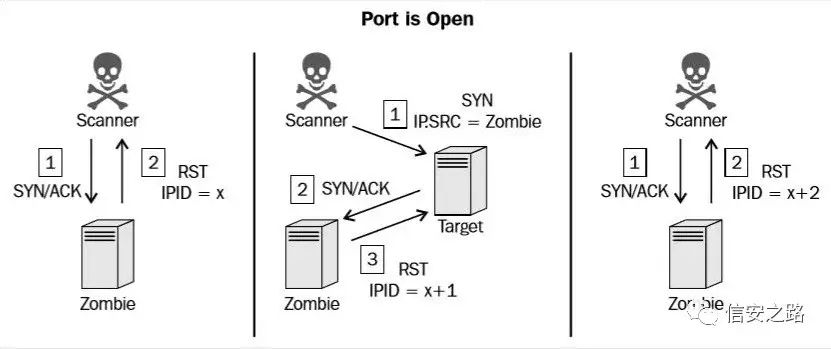 Port is Open
Scanner
1
2
RST
SYN/ACK
IPID = x
Zombie
Scanner
1
SYN
IP.SRC = Zombie
2
SYN/ACK
Target
3
RST
IPID = x+1
Zombie
Scanner
1
2
RST
SYN/ACK
IPID = x+2
Zombie
信安之路